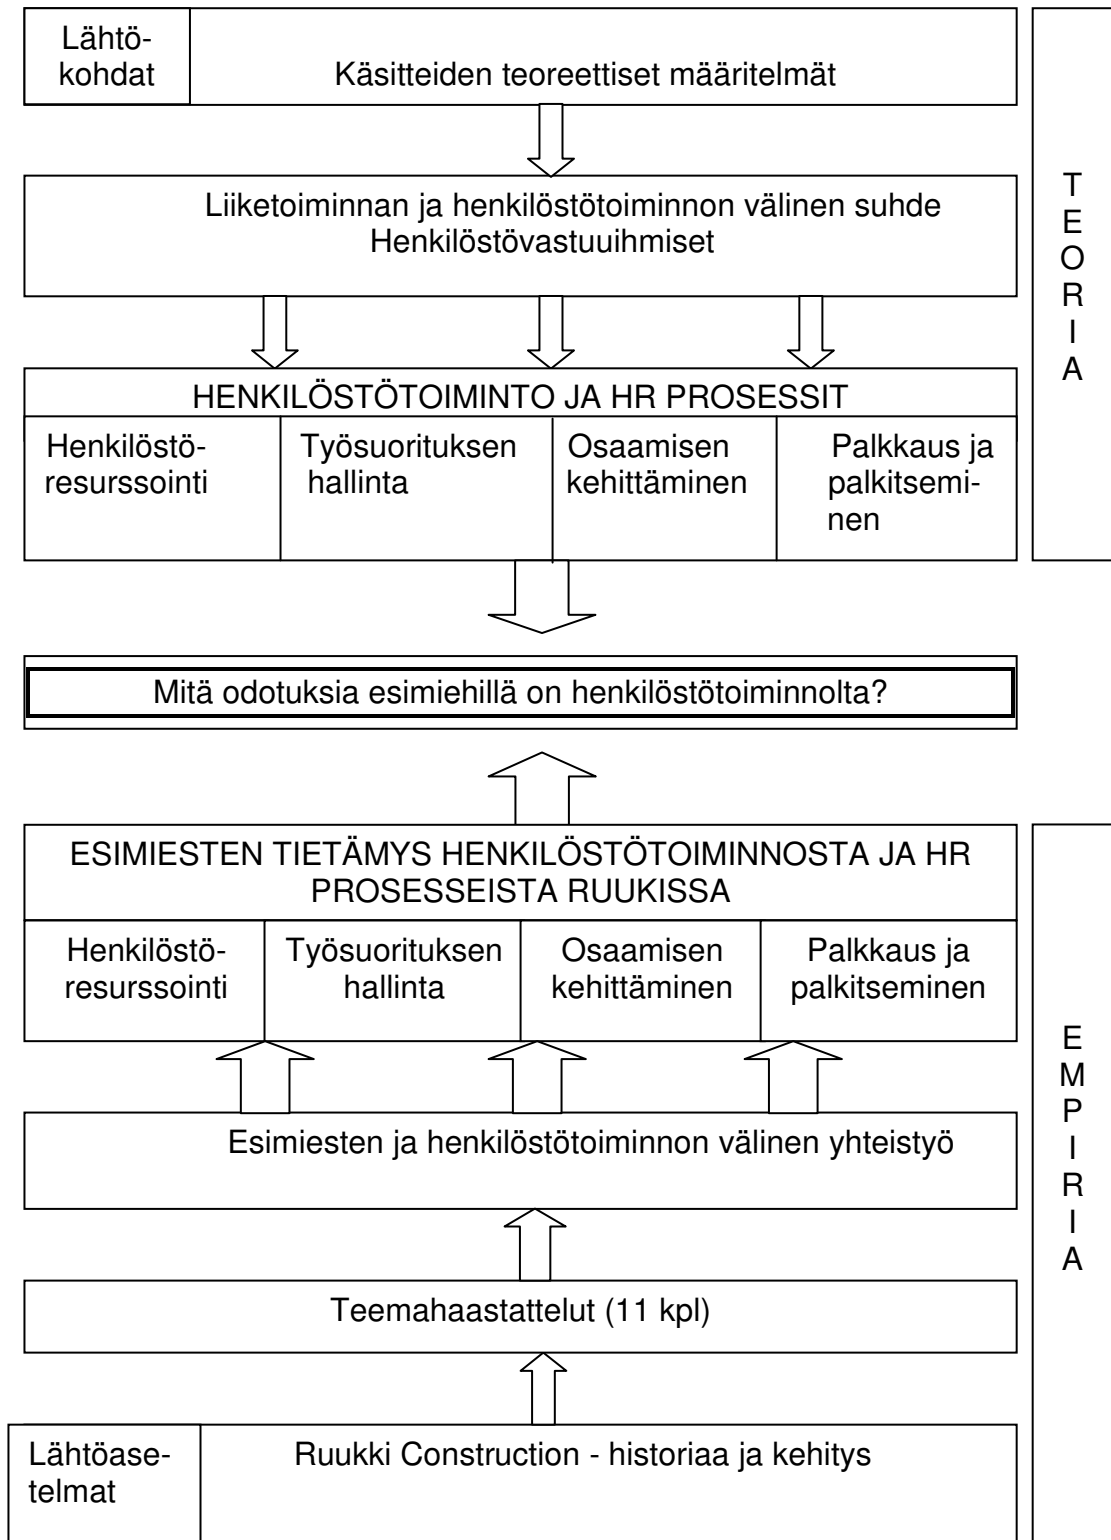 Lähtö-
kohdat
Käsitteiden teoreettiset määritelmät
Liiketoiminnan ja henkilöstötoiminnon välinen suhde
Henkilöstövastuuihmiset
HENKILÖSTÖTOIMINTO JA HR PROSESSIT
Henkilöstö-
resurssointi
Työsuorituksen
hallinta
Osaamisen
kehittäminen
Palkkaus ja
palkitsemi-
nen
T
E
O
R
I
A
Mitä odotuksia esimiehillä on henkilöstötoiminnolta?
ESIMIESTEN TIETÄMYS HENKILÖSTÖTOIMINNOSTA JA HR
PROSESSEISTA RUUKISSA
Henkilöstö-
resurssointi
Työsuorituksen
hallinta
Osaamisen
kehittäminen
Palkkaus ja
palkitseminen
Esimiesten ja henkilöstötoiminnon välinen yhteistyö
Teemahaastattelut (11 kpl)
Lähtöase-
telmat
Ruukki Construction - historiaa ja kehitys
E
M
P
I
R
I
A